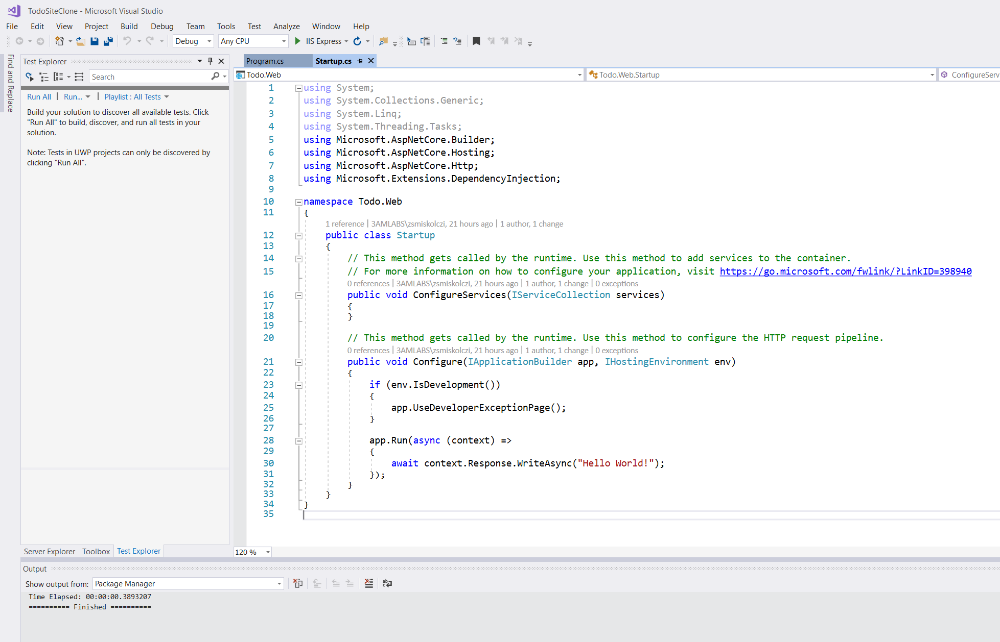 TodoSiteClone - Microsoft Visual Studio
File Edit View Project Build Debug Team Tools Test Analyze Window Help
Debug Any CPU IIS Express
Find and Replace
Test Explorer
Search
Run All | Run... | Playlist : All Tests
Build your solution to discover all available tests. Click
"Run All" to build, discover, and run all tests in your
solution.
Note: Tests in UWP projects can only be discovered by
clicking "Run All".
Server Explorer Toolbox Test Explorer
Program.cs Startup.cs
Todo.Web Todo.Web.Startup ConfigureServ
1 using System;
2 using System.Collections.Generic;
3 using System.Linq;
4 using System.Threading.Tasks;
5 using Microsoft.AspNetCore.Builder;
6 using Microsoft.AspNetCore.Hosting;
7 using Microsoft.AspNetCore.Http;
8 using Microsoft.Extensions.DependencyInjection;
9
10 namespace Todo.Web
11 {
1 reference | 3AMLABS\zsmiskolczi, 21 hours ago | 1 author, 1 change
12 public class Startup
13 {
14 // This method gets called by the runtime. Use this method to add services to the container.
15 // For more information on how to configure your application, visit https://go.microsoft.com/fwlink/?LinkID=398940
0 references | 3AMLABS\zsmiskolczi, 21 hours ago | 1 author, 1 change | 0 exceptions
16 public void ConfigureServices(IServiceCollection services)
17 {
18 }
19
20 // This method gets called by the runtime. Use this method to configure the HTTP request pipeline.
0 references | 3AMLABS\zsmiskolczi, 21 hours ago | 1 author, 1 change | 0 exceptions
21 public void Configure(IApplicationBuilder app, IHostingEnvironment env)
22 {
23 if (env.IsDevelopment())
24 {
25 app.UseDeveloperExceptionPage();
26 }
27
28 app.Run(async (context) =>
29 {
30 await context.Response.WriteAsync("Hello World!");
31 });
32 }
33 }
34 }
35
120 %
Output
Show output from: Package Manager
Time Elapsed: 00:00:00.3893207
========== Finished ==========